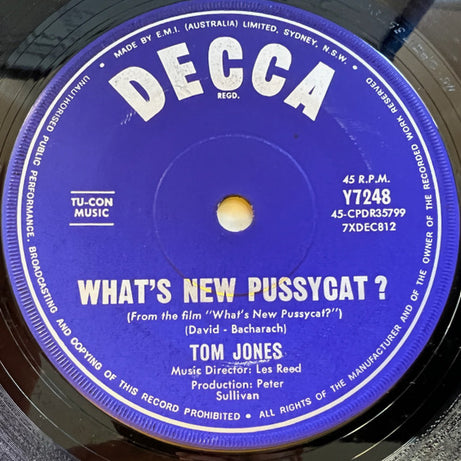 MADE BY E.M.I. (AUSTRALIA) LIMITED, SYDNEY, N.S.W. •
DECCA
REGD.
45 R.P.M.
Y7248
45-CPDR35799
7XDEC812
TU-CON
MUSIC
WHAT'S NEW PUSSYCAT ?
(From the film "What's New Pussycat?")
(David - Bacharach)
TOM JONES
Music Director: Les Reed
Production: Peter
Sullivan
UNAUTHORISED PUBLIC PERFORMANCE, BROADCASTING AND COPYING OF THIS RECORD PROHIBITED • ALL RIGHTS OF THE MANUFACTURER AND OF THE OWNER OF THE RECORDED WORK RESERVED